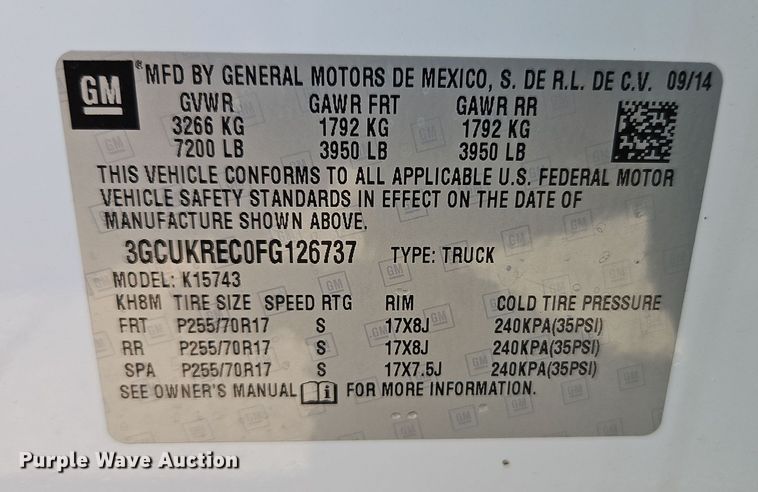 GM ® MFD BY GENERAL MOTORS DE MEXICO, S. DE R.L. DE C.V. 09/14
GVWR GAWR FRT GAWR RR
3266 KG 1792 KG 1792 KG
7200 LB 3950 LB 3950 LB
THIS VEHICLE CONFORMS TO ALL APPLICABLE U.S. FEDERAL MOTOR
VEHICLE SAFETY STANDARDS IN EFFECT ON THE DATE OF
MANUFACTURE SHOWN ABOVE.
3GCUKREC0FG126737 TYPE: TRUCK
MODEL: K15743
KH8M TIRE SIZE SPEED RTG RIM COLD TIRE PRESSURE
FRT P255/70R17 S 17X8J 240KPA(35PSI)
RR P255/70R17 S 17X8J 240KPA(35PSI)
SPA P255/70R17 S 17X7.5J 240KPA(35PSI)
SEE OWNER'S MANUAL i FOR MORE INFORMATION.
Purple Wave Auction